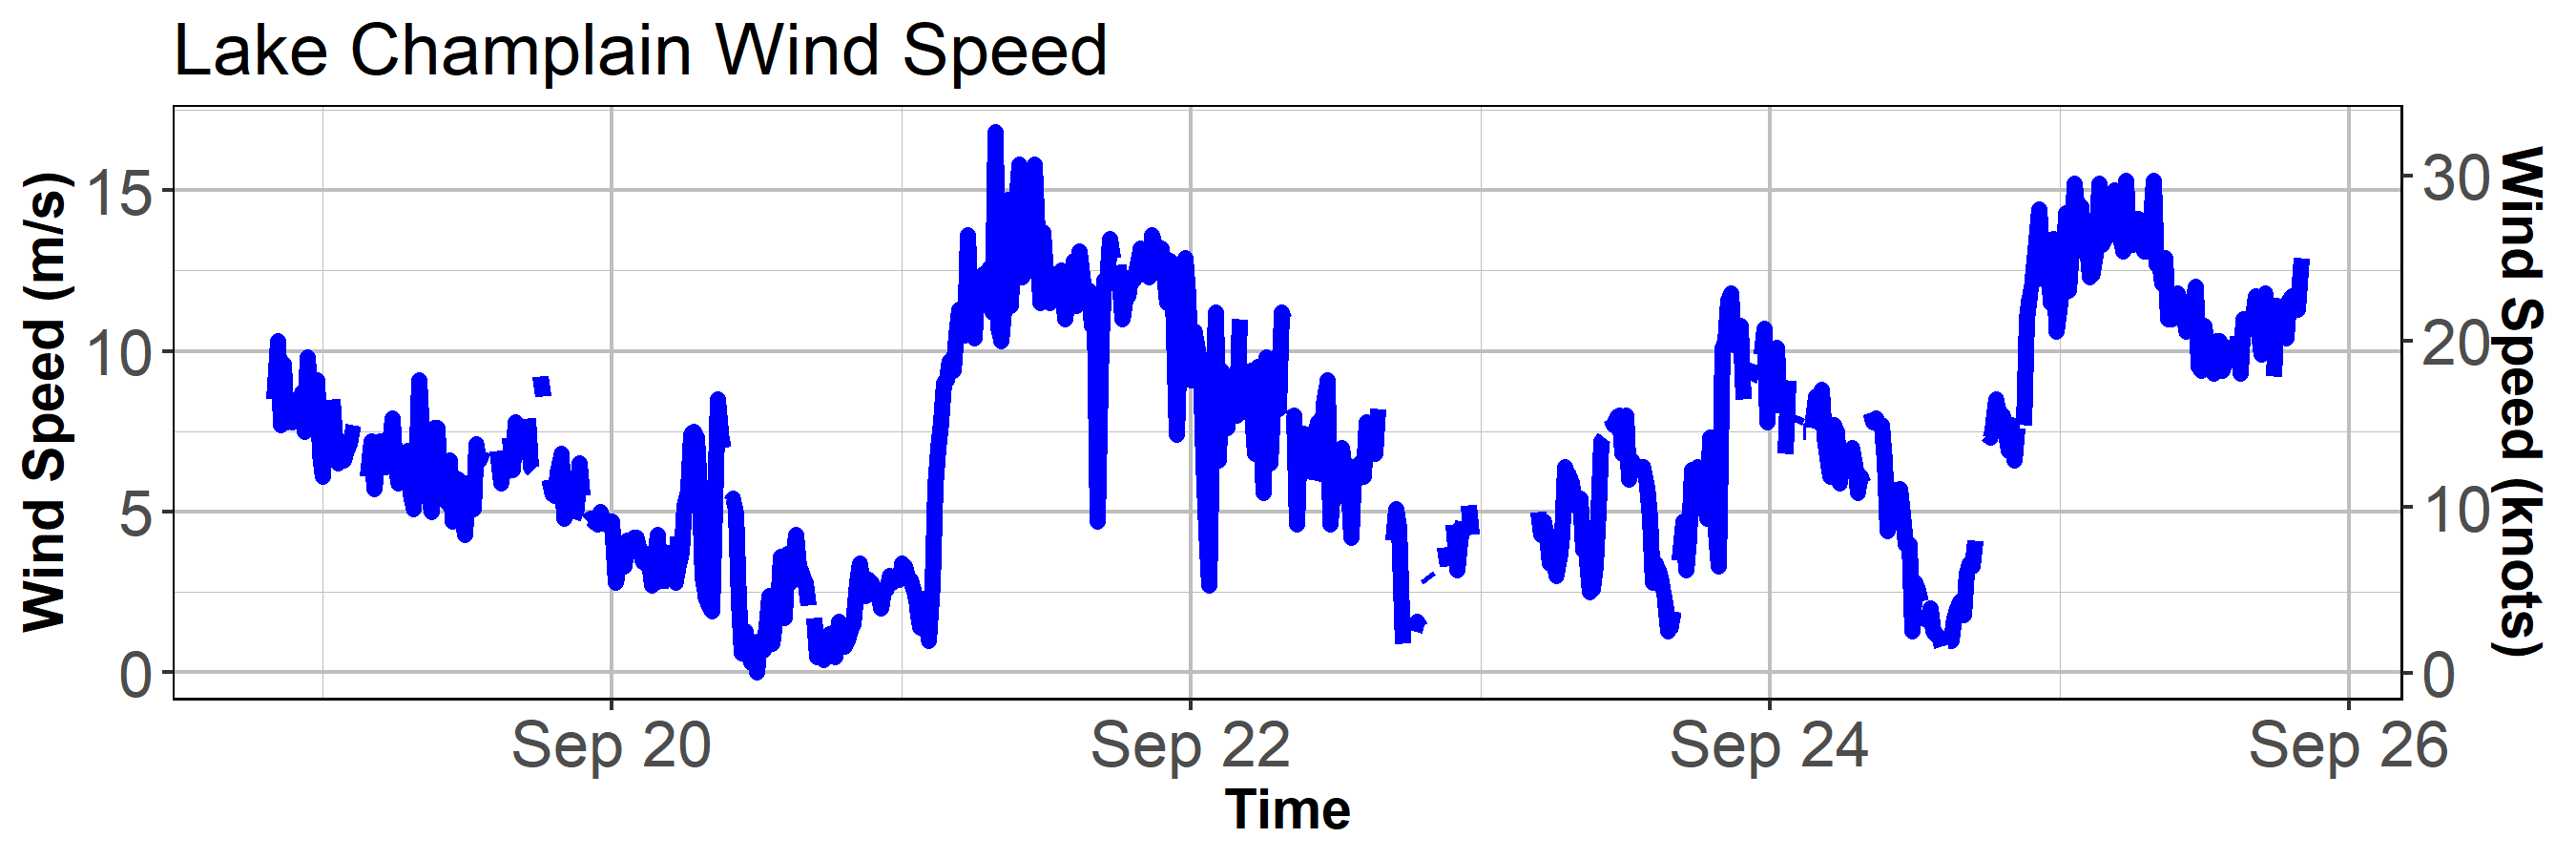 Lake Champlain Wind Speed
Wind Speed (m/s)
15
10
5
0
30
20
10
0
Wind Speed (knots)
Sep 20
Sep 22
Sep 24
Sep 26
Time